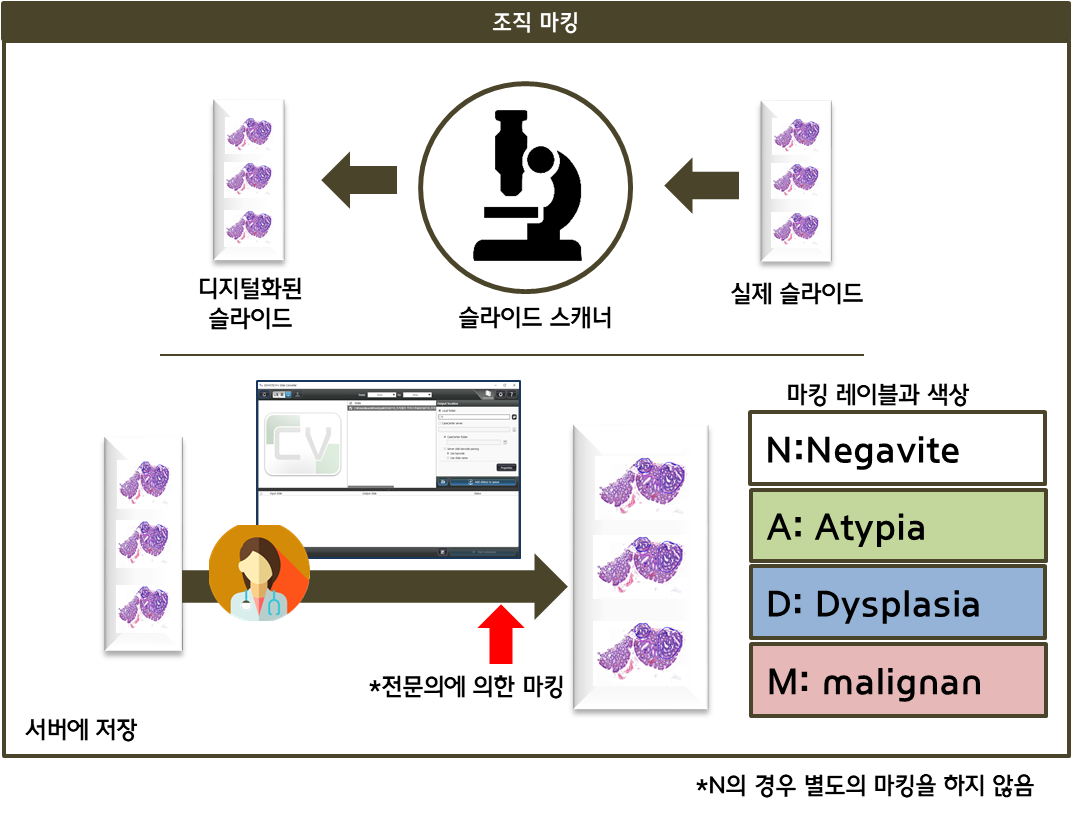 조직 마킹
디지털화된
슬라이드
슬라이드 스캐너
실제 슬라이드
마킹 레이블과 색상
CV
N:Negavite
A: Atypia
D: Dysplasia
M: malignan
*전문의에 의한 마킹
서버에 저장
*N의 경우 별도의 마킹을 하지 않음